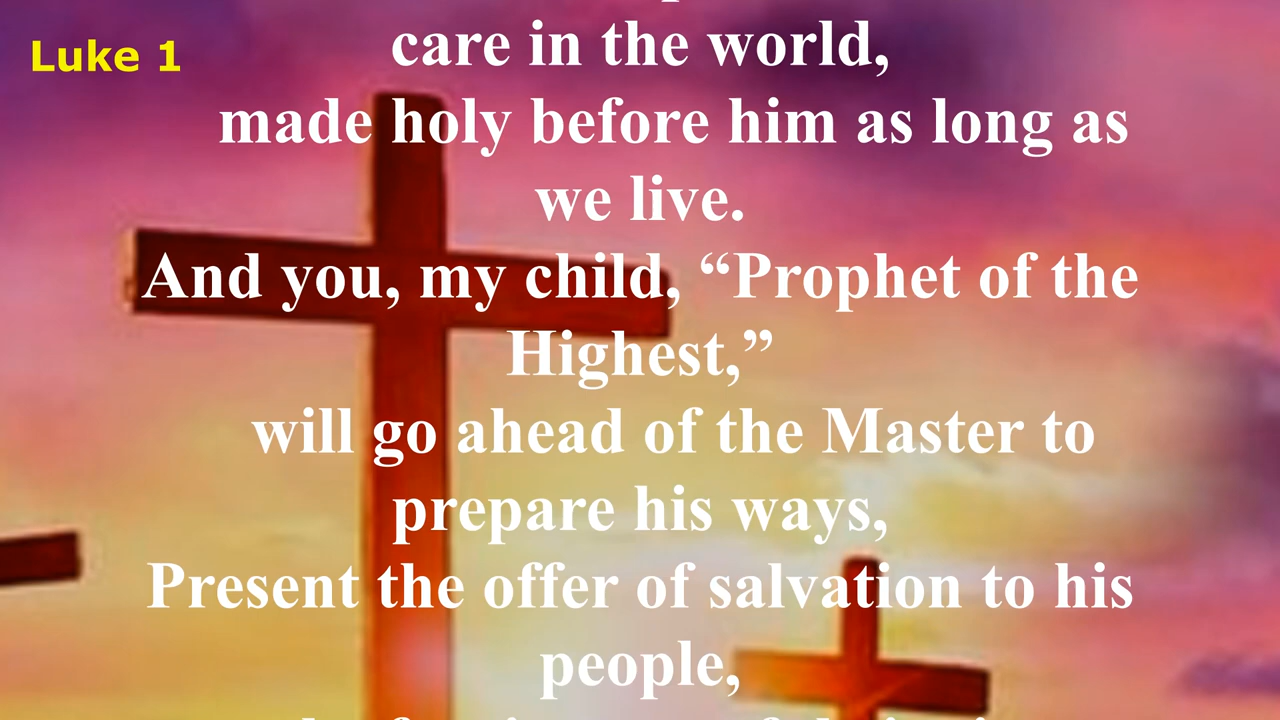 Luke 1
care in the world,
made holy before him as long as
we live.
And you, my child, “Prophet of the
Highest,”
will go ahead of the Master to
prepare his ways,
Present the offer of salvation to his
people,